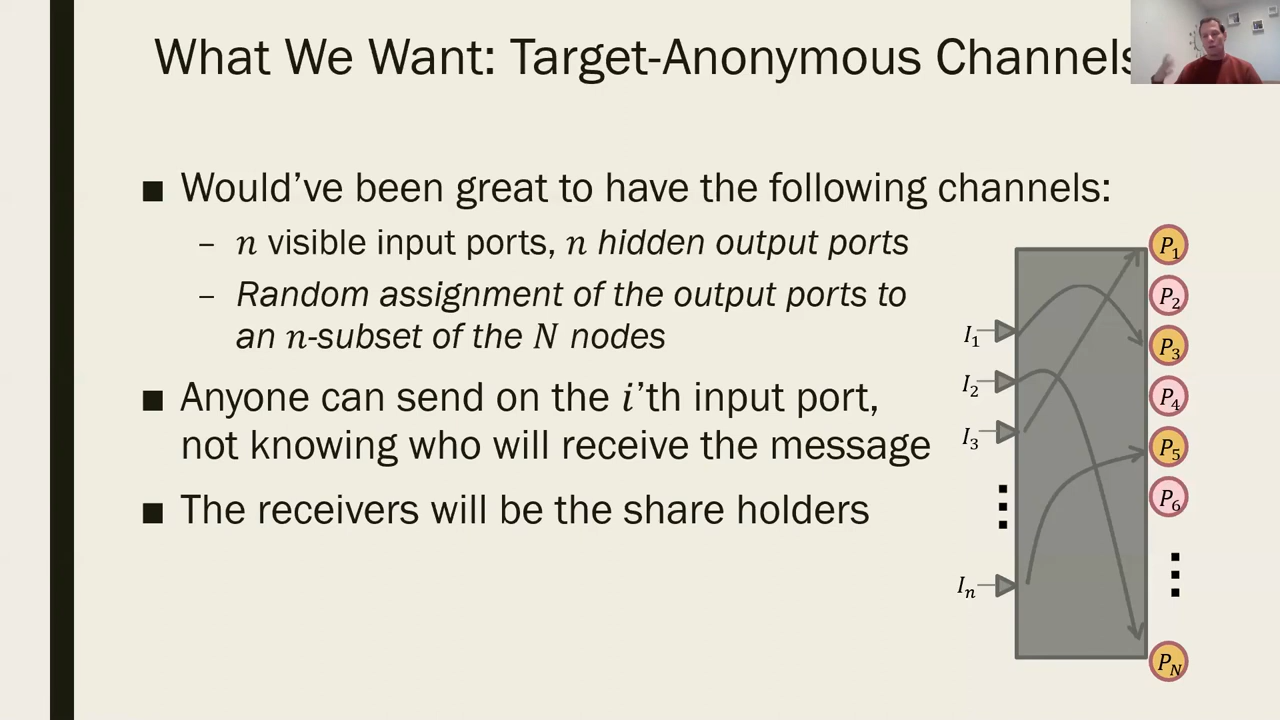 What We Want: Target-Anonymous Channels
■ Would've been great to have the following channels:
– n visible input ports, n hidden output ports
– Random assignment of the output ports to
an n-subset of the N nodes
■ Anyone can send on the i'th input port,
not knowing who will receive the message
■ The receivers will be the share holders
I₁
I₂
I₃
⋮
Iₙ
P₁
P₂
P₃
P₄
P₅
P₆
⋮
P_N